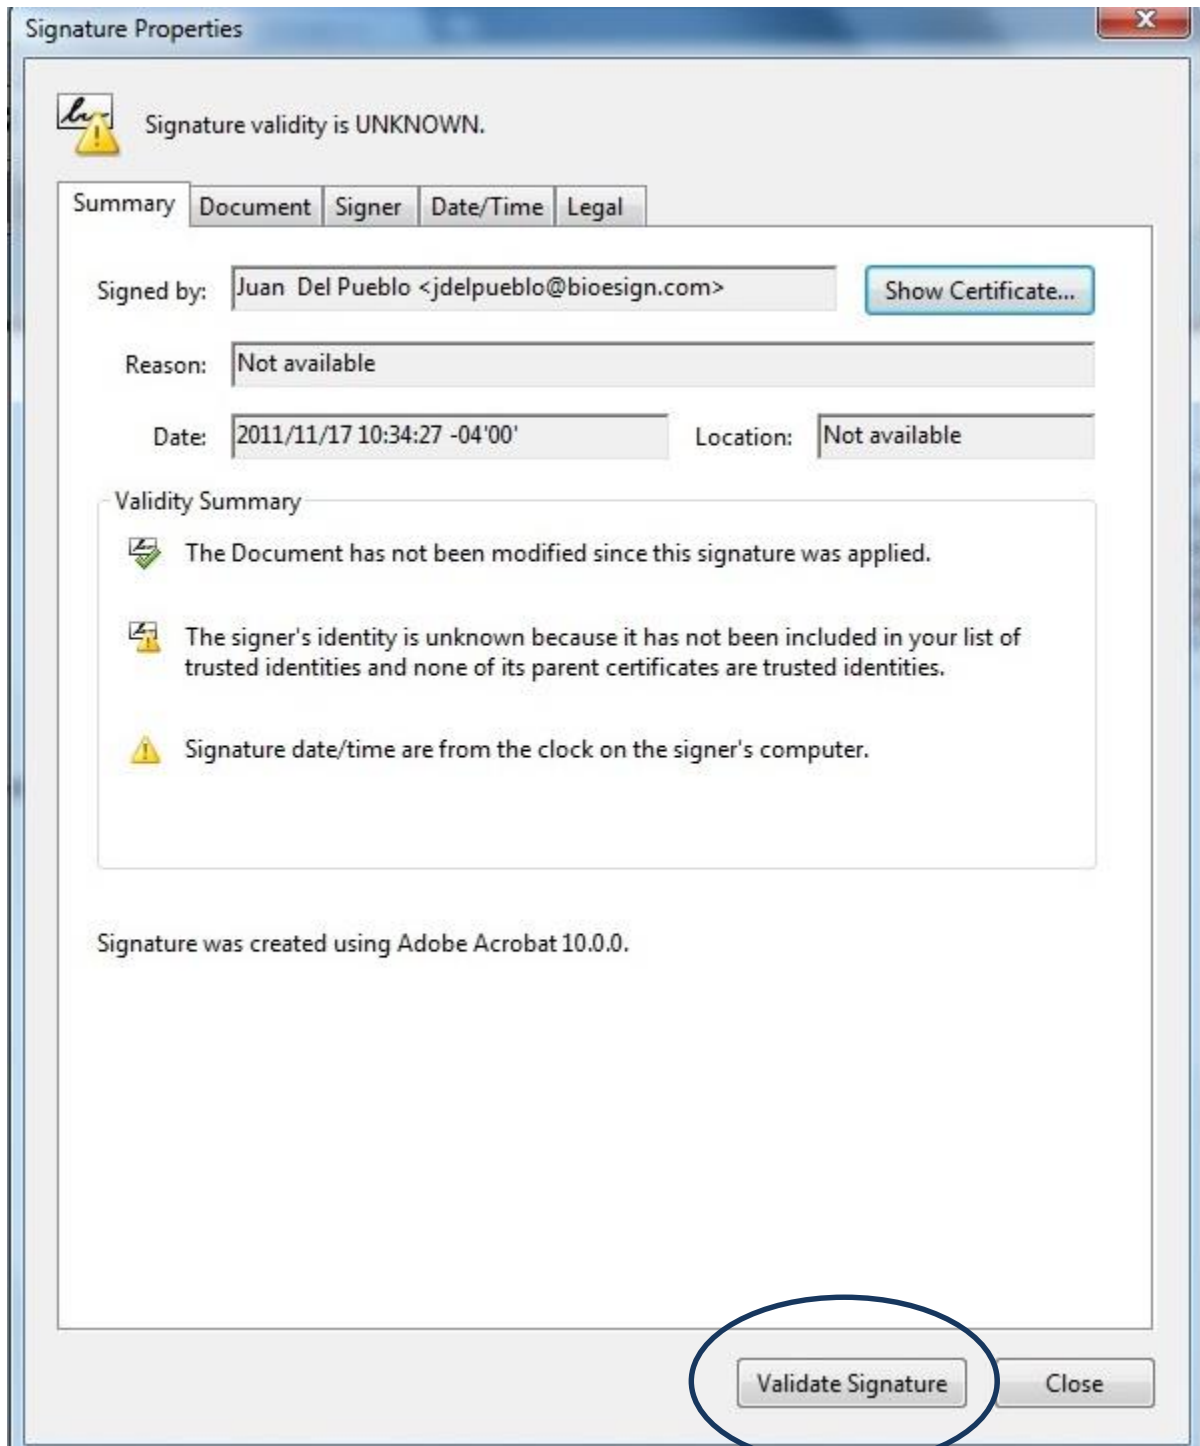 Signature Properties
x
Signature validity is UNKNOWN.
Summary Document Signer Date/Time Legal
Signed by: Juan  Del Pueblo <jdelpueblo@bioesign.com> Show Certificate...
Reason: Not available
Date: 2011/11/17 10:34:27 -04'00' Location: Not available
Validity Summary
The Document has not been modified since this signature was applied.
The signer's identity is unknown because it has not been included in your list of
trusted identities and none of its parent certificates are trusted identities.
Signature date/time are from the clock on the signer's computer.
Signature was created using Adobe Acrobat 10.0.0.
Validate Signature Close